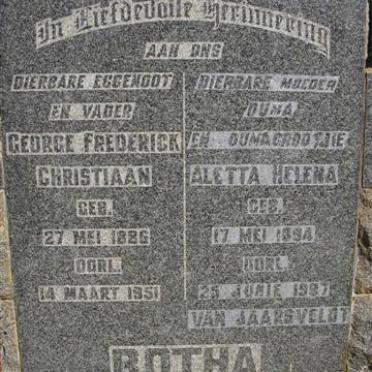 In Liefdevolle Herinnering
AAN ONS
DIERBARE EGGENOOT
EN VADER
GEORGE FREDERICK
CHRISTIAAN
GEB.
27 MEI 1886
OORL.
14 MAART 1951
DIERBARE MOEDER
OUMA
EN OUMAGROOTJIE
ALETTA HELENA
GEB.
17 MEI 1894
OORL.
25 JUNIE 1987
VAN JAARSVELDT
BOTHA